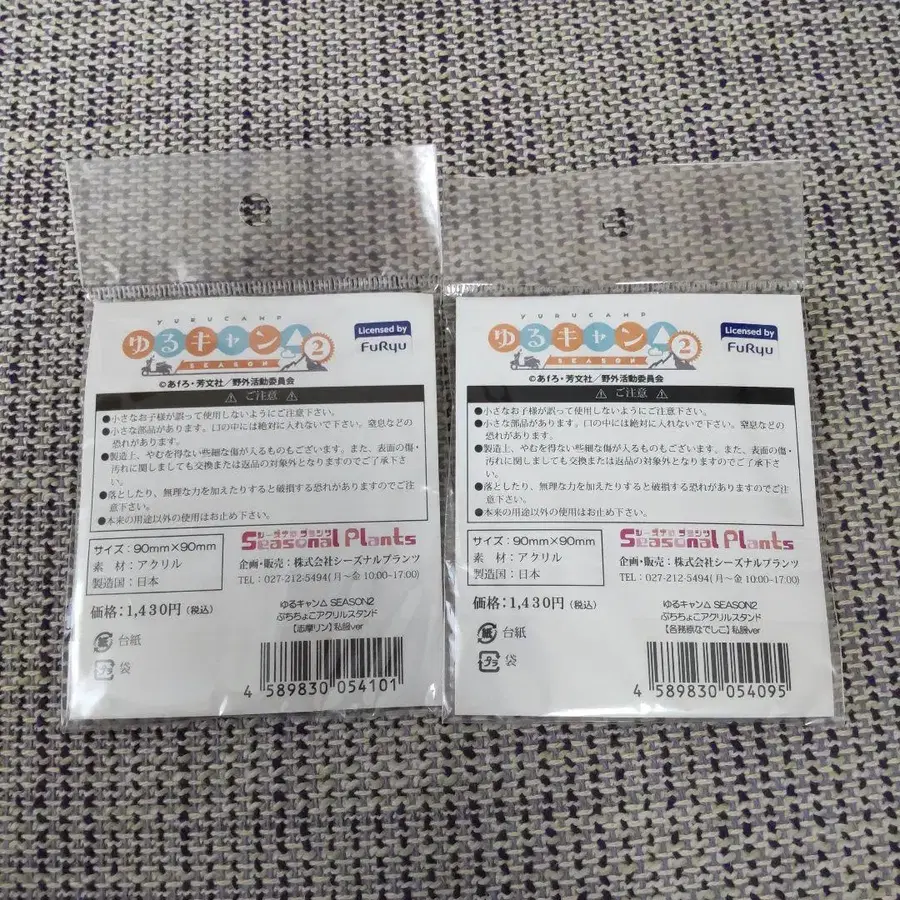 YURUCAMP
ゆるキャン△
2
SEASON
Licensed by
FuRyu
©あfろ・芳文社／野外活動委員会
⚠ ご注意 ⚠
●小さなお子様が誤って使用しないようにご注意下さい。
●小さな部品があります。口の中には絶対に入れないで下さい。窒息などの
恐れがあります。
●製造上、やむを得ない些細な傷が入るものもございます。また、表面の傷・
汚れに関しましても交換または返品の対象外となりますのでご了承下さ
い。
●落としたり、無理な力を加えたりすると破損する恐れがありますのでご注
意下さい。
●本来の用途以外の使用はお止め下さい。
サイズ：90mm×90mm
素　材：アクリル
製造国：日本
シーズナル プランツ
Seasonal Plants
企画・販売：株式会社シーズナルプランツ
TEL：027-212-5494(月～金 10:00-17:00)
価格：1,430円（税込）
ゆるキャン△ SEASON2
ぷちちょこアクリルスタンド
【志摩リン】私服ver
紙 台紙
プラ 袋
4 589830 054101
YURUCAMP
ゆるキャン△
2
SEASON
Licensed by
FuRyu
©あfろ・芳文社／野外活動委員会
⚠ ご注意 ⚠
●小さなお子様が誤って使用しないようにご注意下さい。
●小さな部品があります。口の中には絶対に入れないで下さい。窒息などの
恐れがあります。
●製造上、やむを得ない些細な傷が入るものもございます。また、表面の傷・
汚れに関しましても交換または返品の対象外となりますのでご了承下さ
い。
●落としたり、無理な力を加えたりすると破損する恐れがありますのでご注
意下さい。
●本来の用途以外の使用はお止め下さい。
サイズ：90mm×90mm
素　材：アクリル
製造国：日本
シーズナル プランツ
Seasonal Plants
企画・販売：株式会社シーズナルプランツ
TEL：027-212-5494(月～金 10:00-17:00)
価格：1,430円（税込）
ゆるキャン△ SEASON2
ぷちちょこアクリルスタンド
【各務原なでしこ】私服ver
紙 台紙
プラ 袋
4 589830 054095